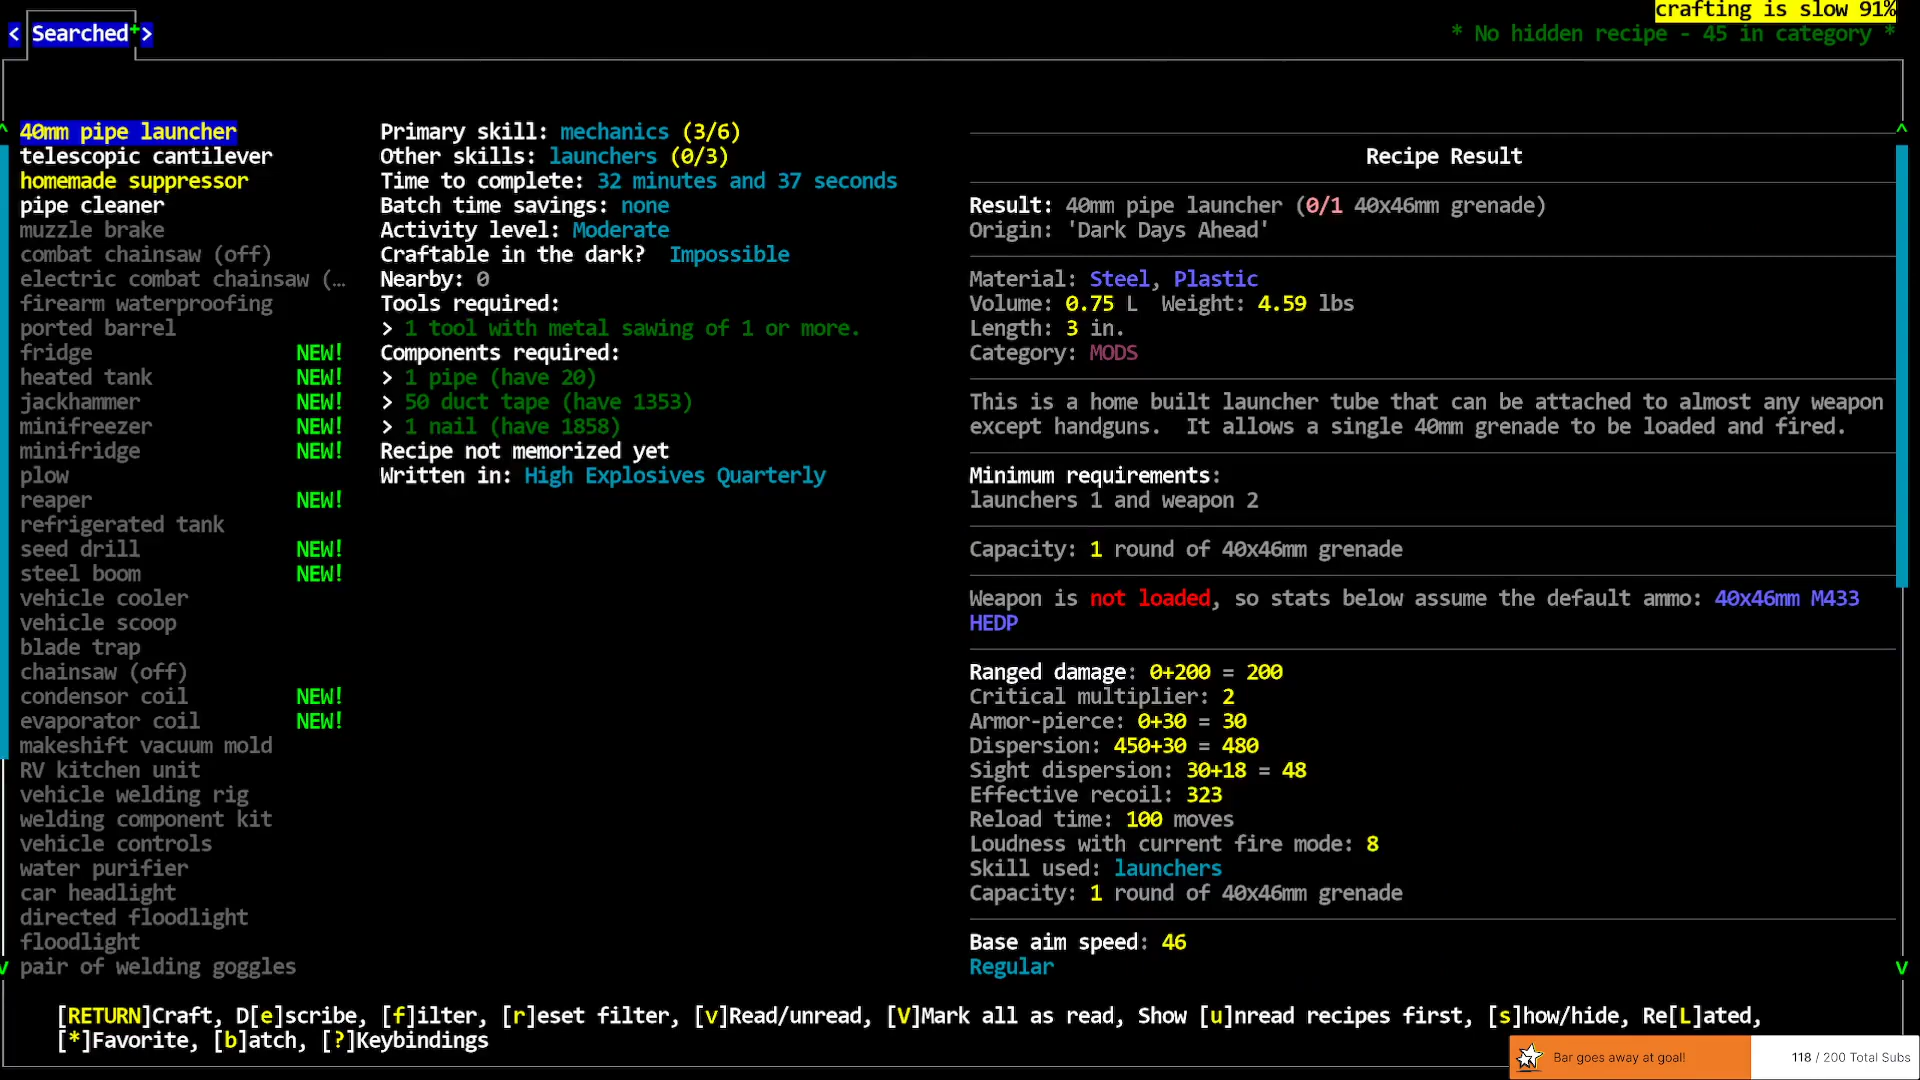 crafting is slow 91%
< Searched+ >
* No hidden recipe - 45 in category *
40mm pipe launcher
telescopic cantilever
homemade suppressor
pipe cleaner
muzzle brake
combat chainsaw (off)
electric combat chainsaw (…
firearm waterproofing
ported barrel
fridge NEW!
heated tank NEW!
jackhammer NEW!
minifreezer NEW!
minifridge NEW!
plow
reaper NEW!
refrigerated tank
seed drill NEW!
steel boom NEW!
vehicle cooler
vehicle scoop
blade trap
chainsaw (off)
condensor coil NEW!
evaporator coil NEW!
makeshift vacuum mold
RV kitchen unit
vehicle welding rig
welding component kit
vehicle controls
water purifier
car headlight
directed floodlight
floodlight
pair of welding goggles
Primary skill: mechanics (3/6)
Other skills: launchers (0/3)
Time to complete: 32 minutes and 37 seconds
Batch time savings: none
Activity level: Moderate
Craftable in the dark? Impossible
Nearby: 0
Tools required:
> 1 tool with metal sawing of 1 or more.
Components required:
> 1 pipe (have 20)
> 50 duct tape (have 1353)
> 1 nail (have 1858)
Recipe not memorized yet
Written in: High Explosives Quarterly
Recipe Result
Result: 40mm pipe launcher (0/1 40x46mm grenade)
Origin: 'Dark Days Ahead'
Material: Steel, Plastic
Volume: 0.75 L Weight: 4.59 lbs
Length: 3 in.
Category: MODS
This is a home built launcher tube that can be attached to almost any weapon
except handguns. It allows a single 40mm grenade to be loaded and fired.
Minimum requirements:
launchers 1 and weapon 2
Capacity: 1 round of 40x46mm grenade
Weapon is not loaded, so stats below assume the default ammo: 40x46mm M433
HEDP
Ranged damage: 0+200 = 200
Critical multiplier: 2
Armor-pierce: 0+30 = 30
Dispersion: 450+30 = 480
Sight dispersion: 30+18 = 48
Effective recoil: 323
Reload time: 100 moves
Loudness with current fire mode: 8
Skill used: launchers
Capacity: 1 round of 40x46mm grenade
Base aim speed: 46
Regular
[RETURN]Craft, D[e]scribe, [f]ilter, [r]eset filter, [v]Read/unread, [V]Mark all as read, Show [u]nread recipes first, [s]how/hide, Re[L]ated,
[*]Favorite, [b]atch, [?]Keybindings
Bar goes away at goal! 118 / 200 Total Subs